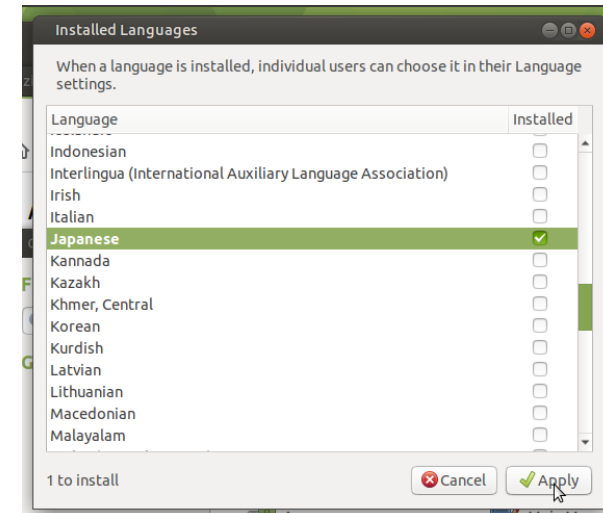 Installed Languages
When a language is installed, individual users can choose it in their Language
settings.
Language Installed
Indonesian
Interlingua (International Auxiliary Language Association)
Irish
Italian
Japanese
Kannada
Kazakh
Khmer, Central
Korean
Kurdish
Latvian
Lithuanian
Macedonian
Malayalam
1 to install Cancel Apply